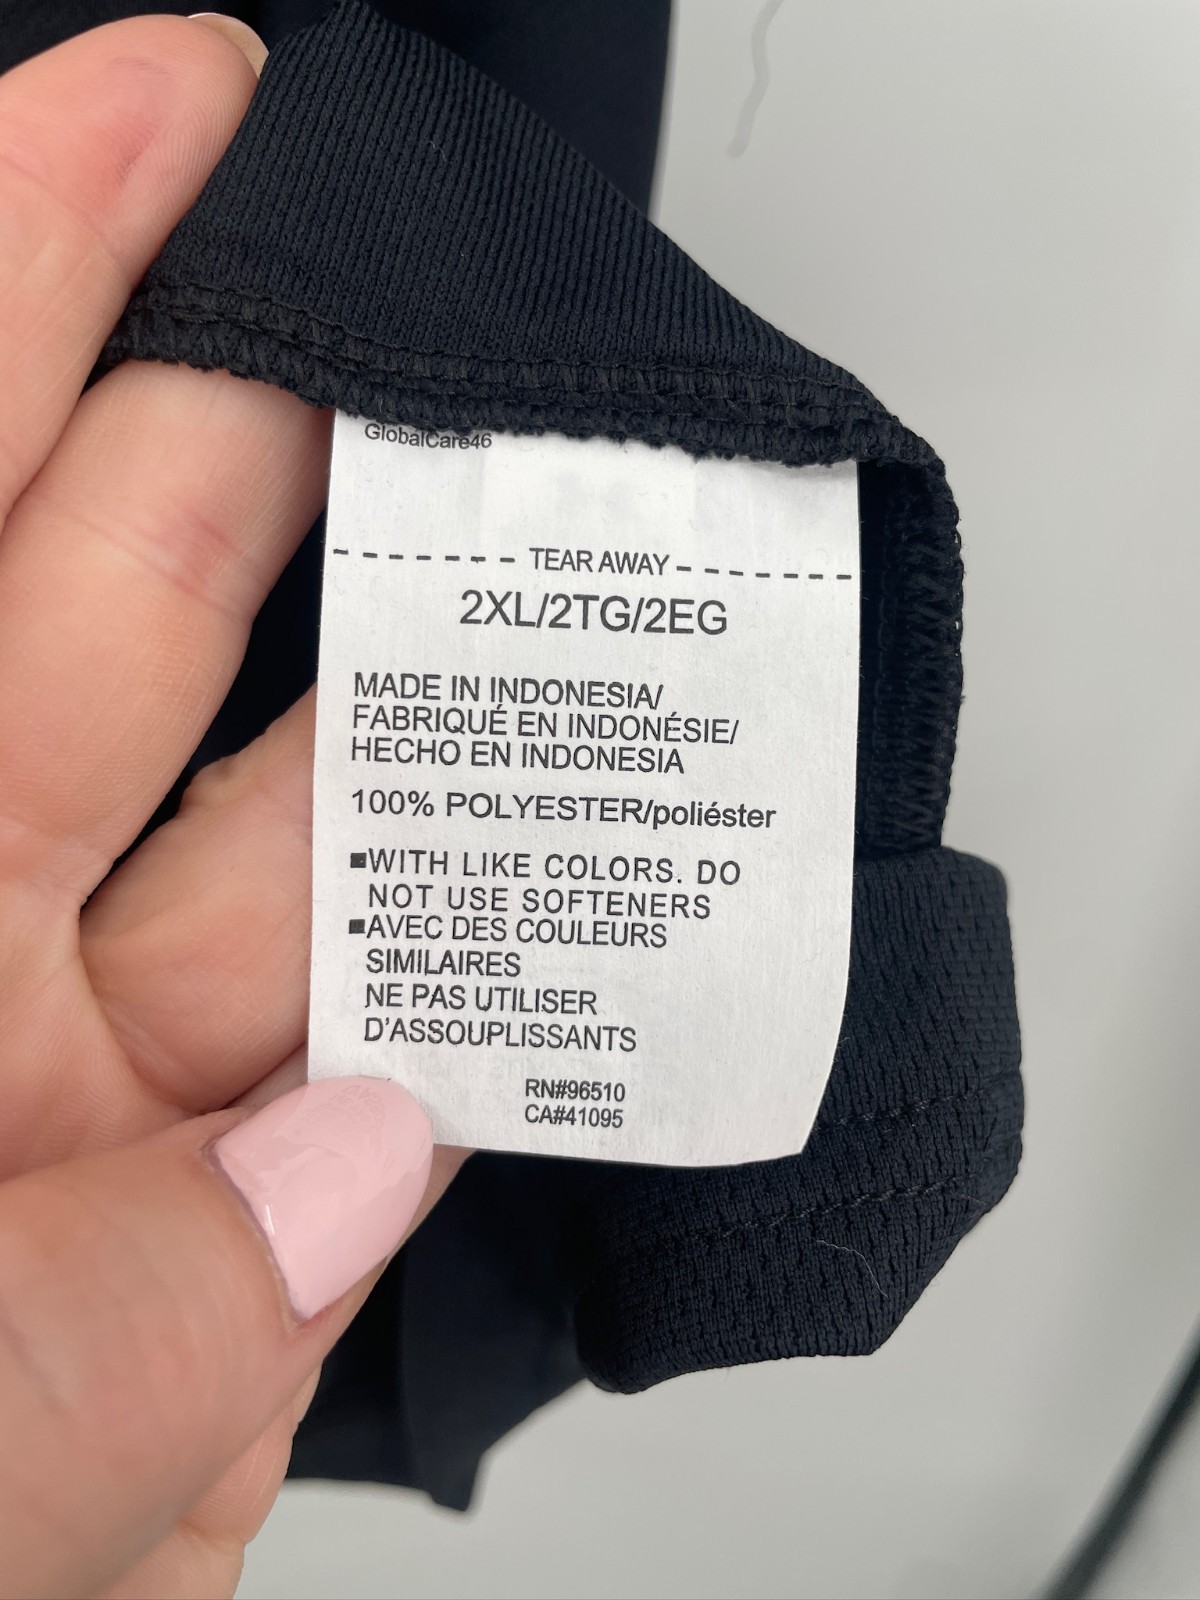 GlobalCare46
TEAR AWAY
2XL/2TG/2EG
MADE IN INDONESIA/
FABRIQUÉ EN INDONÉSIE/
HECHO EN INDONESIA
100% POLYESTER/poliéster
■WITH LIKE COLORS. DO
NOT USE SOFTENERS
■AVEC DES COULEURS
SIMILAIRES
NE PAS UTILISER
D'ASSOUPLISSANTS
RN#96510
CA#41095